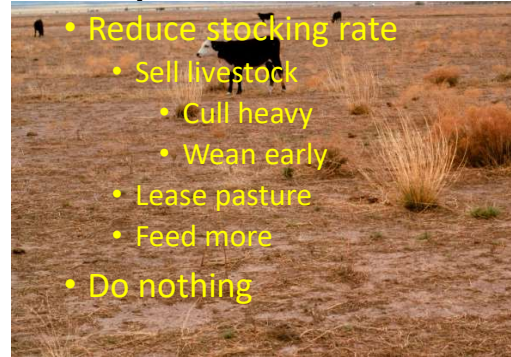 • Reduce stocking rate
• Sell livestock
• Cull heavy
• Wean early
• Lease pasture
• Feed more
• Do nothing